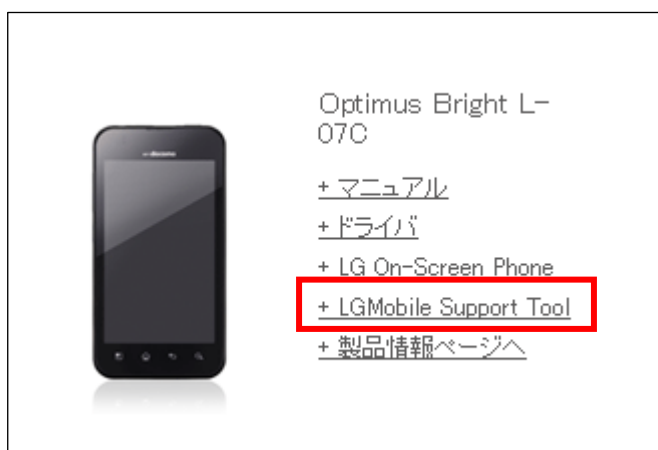 Optimus Bright L-
07C
+ マニュアル
+ ドライバ
+ LG On-Screen Phone
+ LGMobile Support Tool
+ 製品情報ページへ
döcomo